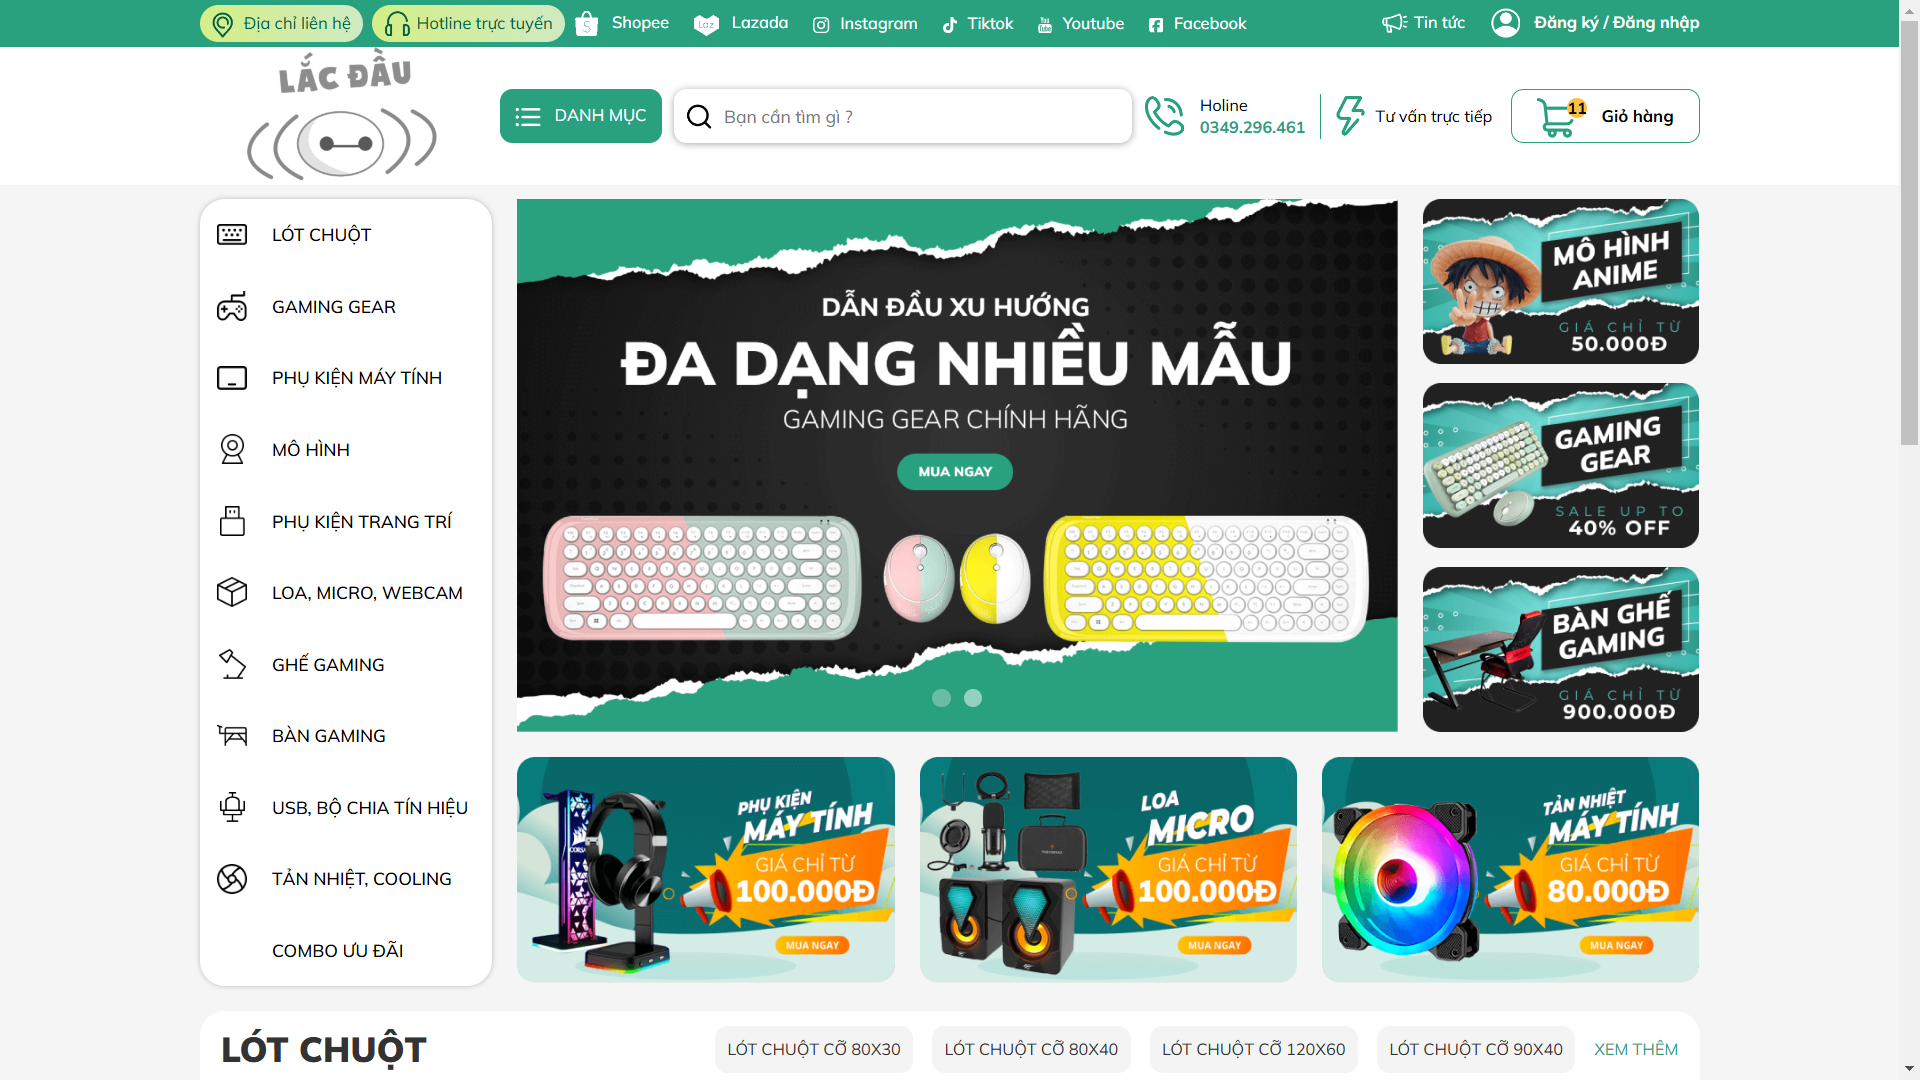 Địa chỉ liên hệ
Hotline trực tuyến
Shopee
Lazada
Instagram
Tiktok
Youtube
Facebook
Tin tức
Đăng ký / Đăng nhập
LẮC ĐẦU
DANH MỤC
Bạn cần tìm gì ?
Holine
0349.296.461
Tư vấn trực tiếp
11
Giỏ hàng
LÓT CHUỘT
GAMING GEAR
PHỤ KIỆN MÁY TÍNH
MÔ HÌNH
PHỤ KIỆN TRANG TRÍ
LOA, MICRO, WEBCAM
GHẾ GAMING
BÀN GAMING
USB, BỘ CHIA TÍN HIỆU
TẢN NHIỆT, COOLING
COMBO ƯU ĐÃI
DẪN ĐẦU XU HƯỚNG
ĐA DẠNG NHIỀU MẪU
GAMING GEAR CHÍNH HÃNG
MUA NGAY
MÔ HÌNH
ANIME
GIÁ CHỈ TỪ
50.000Đ
GAMING
GEAR
SALE UP TO
40% OFF
BÀN GHẾ
GAMING
GIÁ CHỈ TỪ
900.000Đ
PHỤ KIỆN
MÁY TÍNH
GIÁ CHỈ TỪ
100.000Đ
MUA NGAY
LOA
MICRO
GIÁ CHỈ TỪ
100.000Đ
MUA NGAY
TẢN NHIỆT
MÁY TÍNH
GIÁ CHỈ TỪ
80.000Đ
MUA NGAY
LÓT CHUỘT
LÓT CHUỘT CỠ 80X30
LÓT CHUỘT CỠ 80X40
LÓT CHUỘT CỠ 120X60
LÓT CHUỘT CỠ 90X40
XEM THÊM